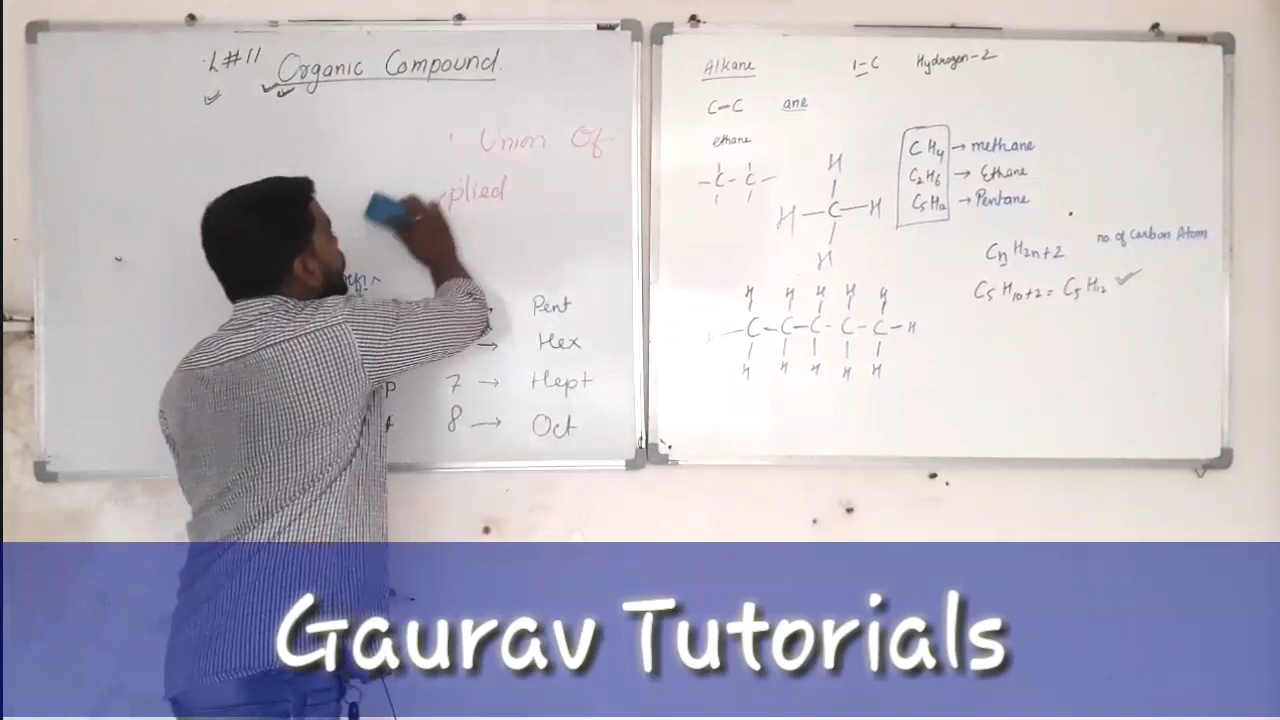 L#11 Organic Compound.
Union Of
plied
Pent
Hex
p 7 → Hept
8 → Oct
Alkane 1-C Hydrogen-2
C-C ane
ethane
-C-C-
H
H-C-H
H
CH4 → methane
C2H6 → Ethane
C5H12 → Pentane
CnH2n+2 no. of Carbon Atom
C5H10+2 = C5H12 ✓
H H H H H
H-C-C-C-C-C-H
H H H H H
Gaurav Tutorials